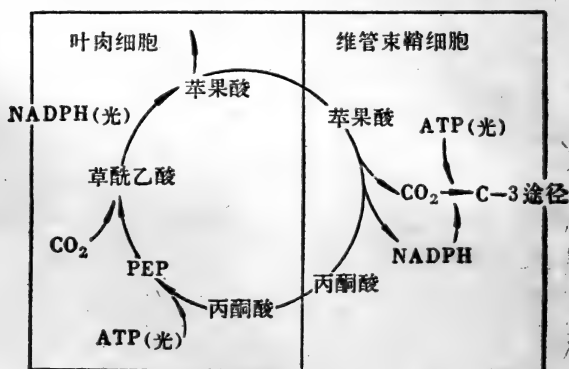 叶肉细胞
维管束鞘细胞
苹果酸
苹果酸
NADPH(光)
ATP(光)
草酰乙酸
CO₂
C—3途径
CO₂
NADPH
PEP
丙酮酸
丙酮酸
ATP(光)